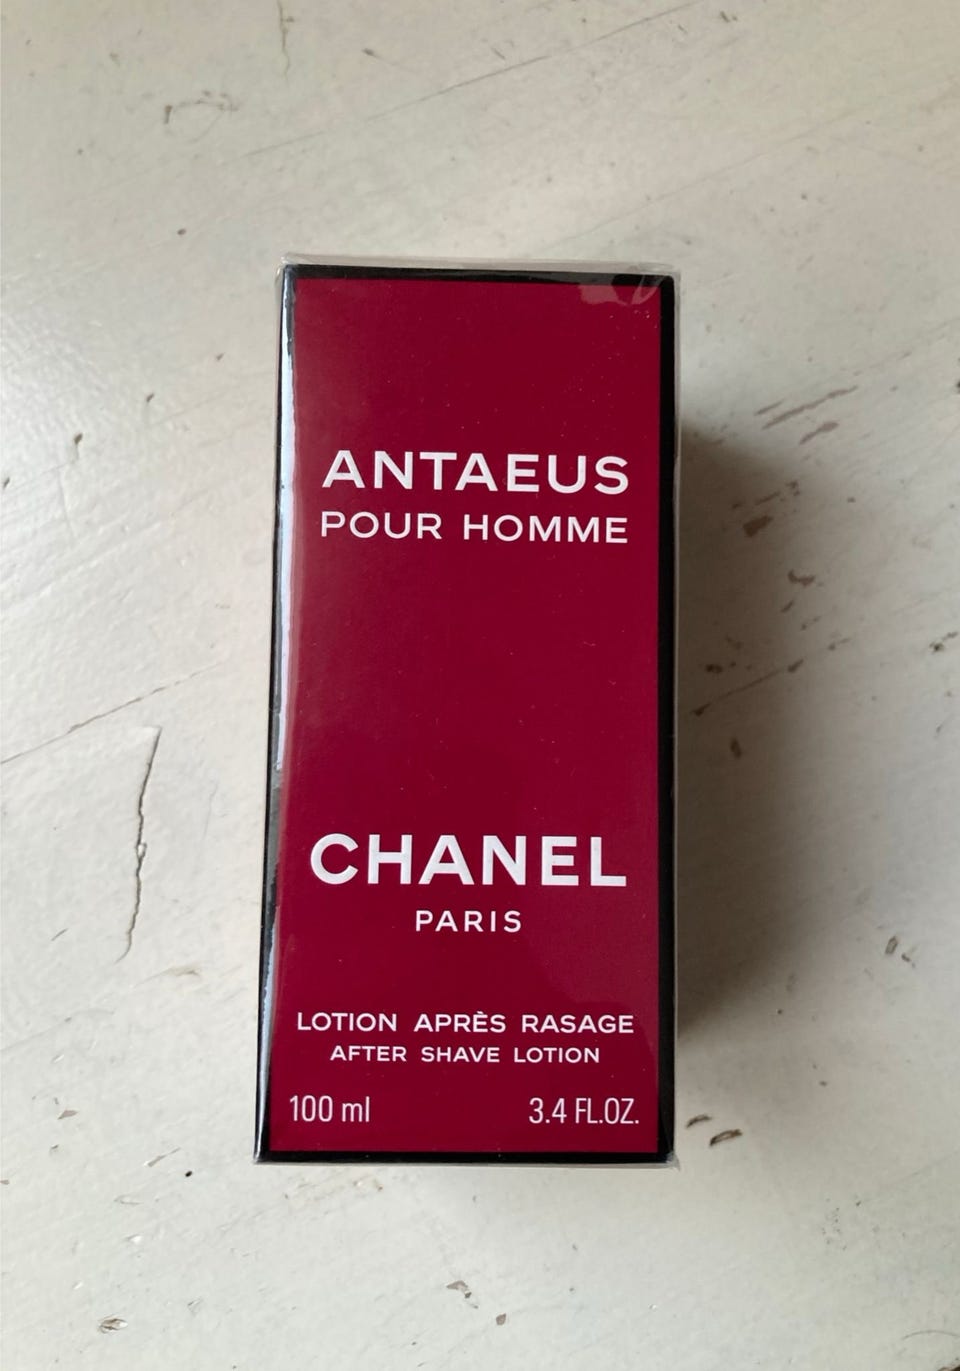 ANTAEUS
POUR HOMME
CHANEL
PARIS
LOTION APRÈS RASAGE
AFTER SHAVE LOTION
100 ml 3.4 FL.OZ.